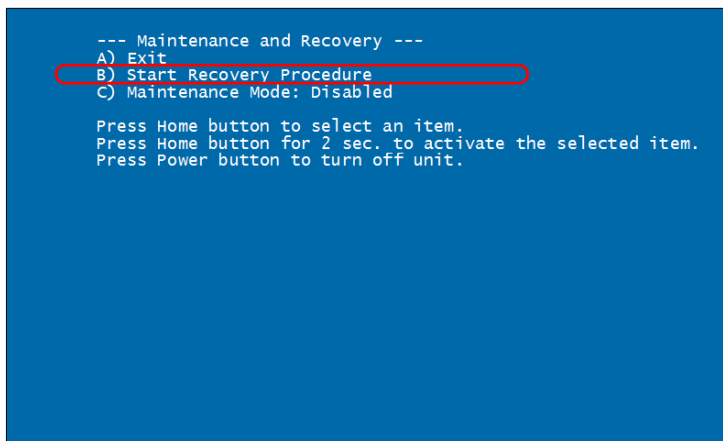 --- Maintenance and Recovery ---
A) Exit
B) Start Recovery Procedure
C) Maintenance Mode: Disabled
Press Home button to select an item.
Press Home button for 2 sec. to activate the selected item.
Press Power button to turn off unit.